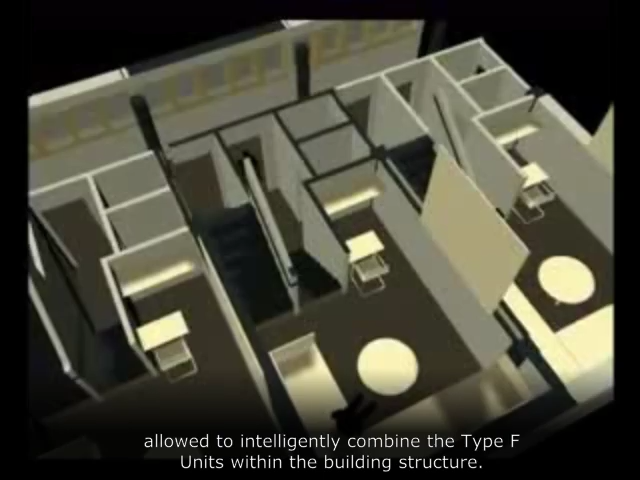 allowed to intelligently combine the Type F
Units within the building structure.